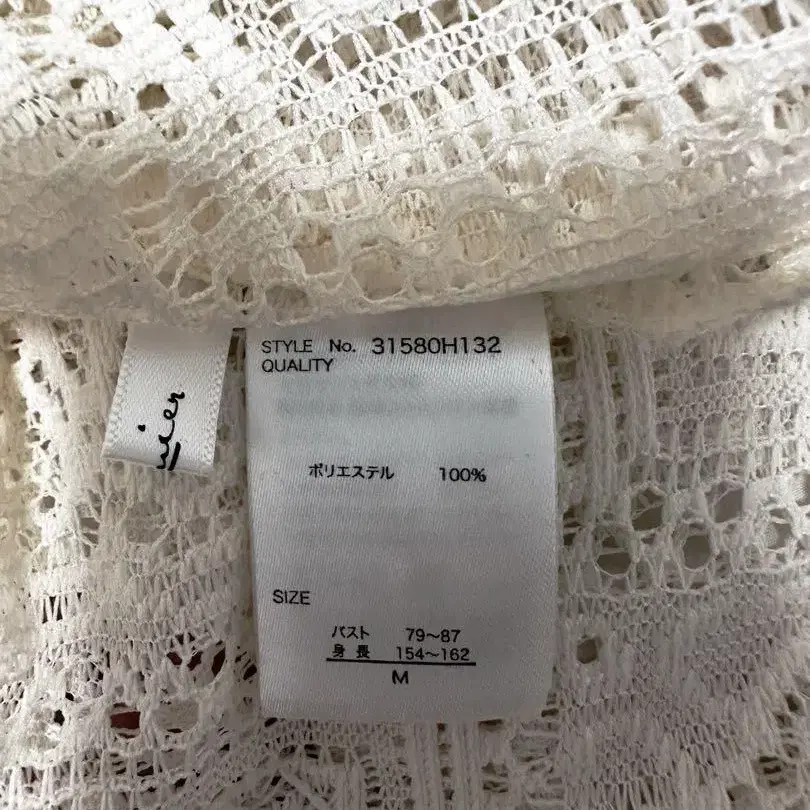 STYLE No. 31580H132
QUALITY
ポリエステル 100%
SIZE
バスト 79〜87
身長 154〜162
M